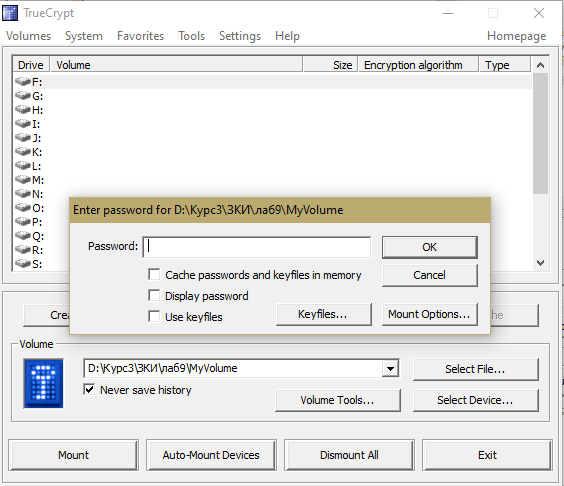 TrueCrypt
Volumes System Favorites Tools Settings Help Homepage
Drive Volume Size Encryption algorithm Type
F:
G:
H:
I:
J:
K:
L:
M:
N:
O:
P:
Q:
R:
S:
Enter password for D:\Курс3\ЗКИ\ла69\MyVolume
Password: OK
Cache passwords and keyfiles in memory Cancel
Display password
Use keyfiles Keyfiles... Mount Options...
Volume
D:\Курс3\ЗКИ\ла69\MyVolume Select File...
Never save history
Volume Tools... Select Device...
Mount Auto-Mount Devices Dismount All Exit